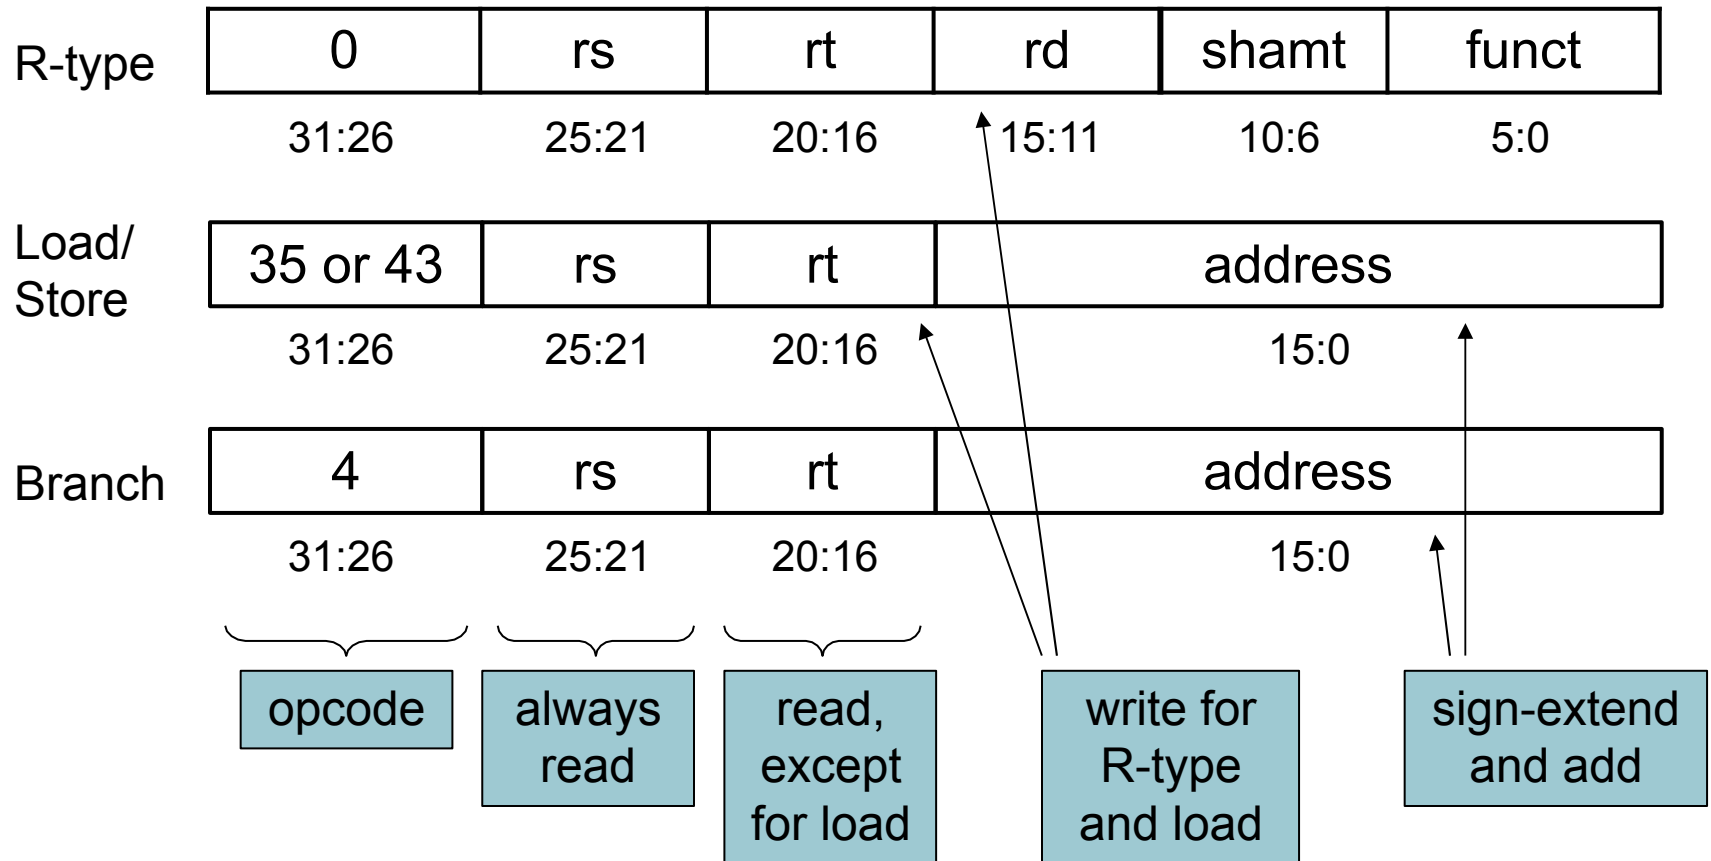 R-type 0 rs rt rd shamt funct
31:26 25:21 20:16 15:11 10:6 5:0
Load/
Store
35 or 43 rs rt address
31:26 25:21 20:16 15:0
Branch 4 rs rt address
31:26 25:21 20:16 15:0
opcode
always
read
read,
except
for load
write for
R-type
and load
sign-extend
and add